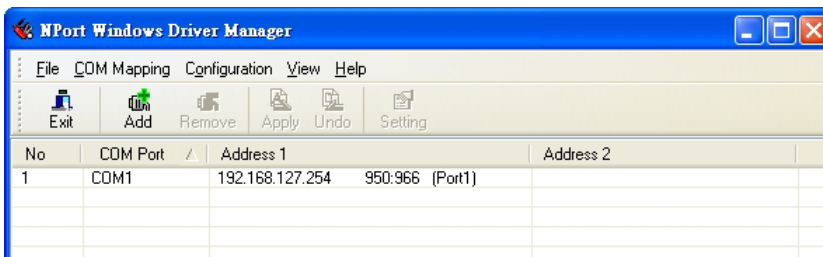 NPort Windows Driver Manager
File COM Mapping Configuration View Help
Exit Add Remove Apply Undo Setting
No COM Port Address 1 Address 2
1 COM1 192.168.127.254 950:966 (Port1)